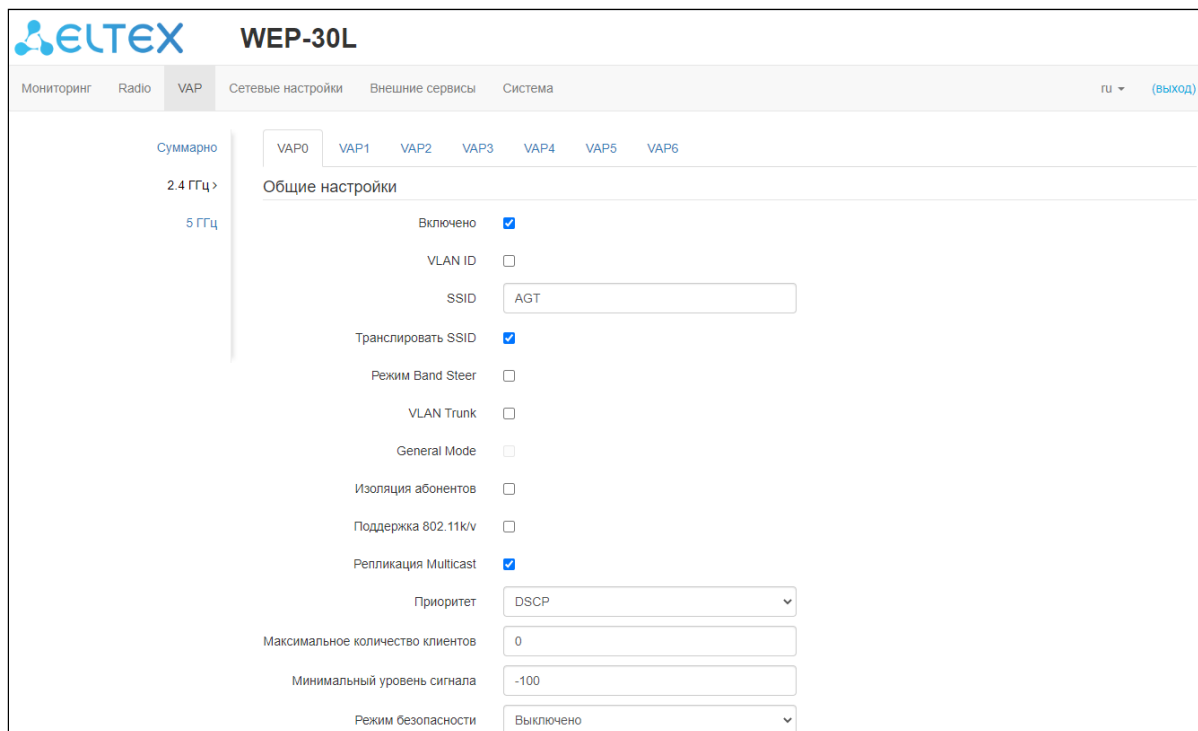 ELTEX WEP-30L
Мониторинг Radio VAP Сетевые настройки Внешние сервисы Система ru (выход)
Суммарно
2.4 ГГц >
5 ГГц
VAP0 VAP1 VAP2 VAP3 VAP4 VAP5 VAP6
Общие настройки
Включено
VLAN ID
SSID AGT
Транслировать SSID
Режим Band Steer
VLAN Trunk
General Mode
Изоляция абонентов
Поддержка 802.11k/v
Репликация Multicast
Приоритет DSCP
Максимальное количество клиентов 0
Минимальный уровень сигнала -100
Режим безопасности Выключено